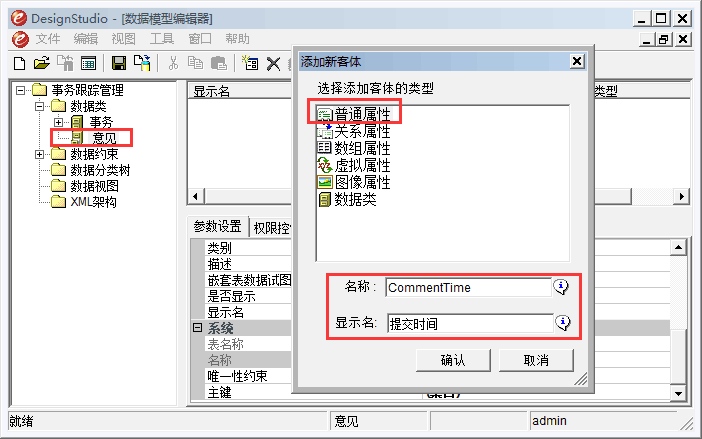 DesignStudio - [数据模型编辑器]
文件 编辑 视图 工具 窗口 帮助
事务跟踪管理
数据类
事务
意见
数据约束
数据分类树
数据视图
XML架构
显示名
类型
参数设置
类别
描述
嵌套表数据试图
是否显示
显示名
系统
表名称
名称
唯一性约束
主键
添加新客体
选择添加客体的类型
普通属性
关系属性
数组属性
虚拟属性
图像属性
数据类
名称:
CommentTime
显示名:
提交时间
确认
取消
就绪
意见
admin